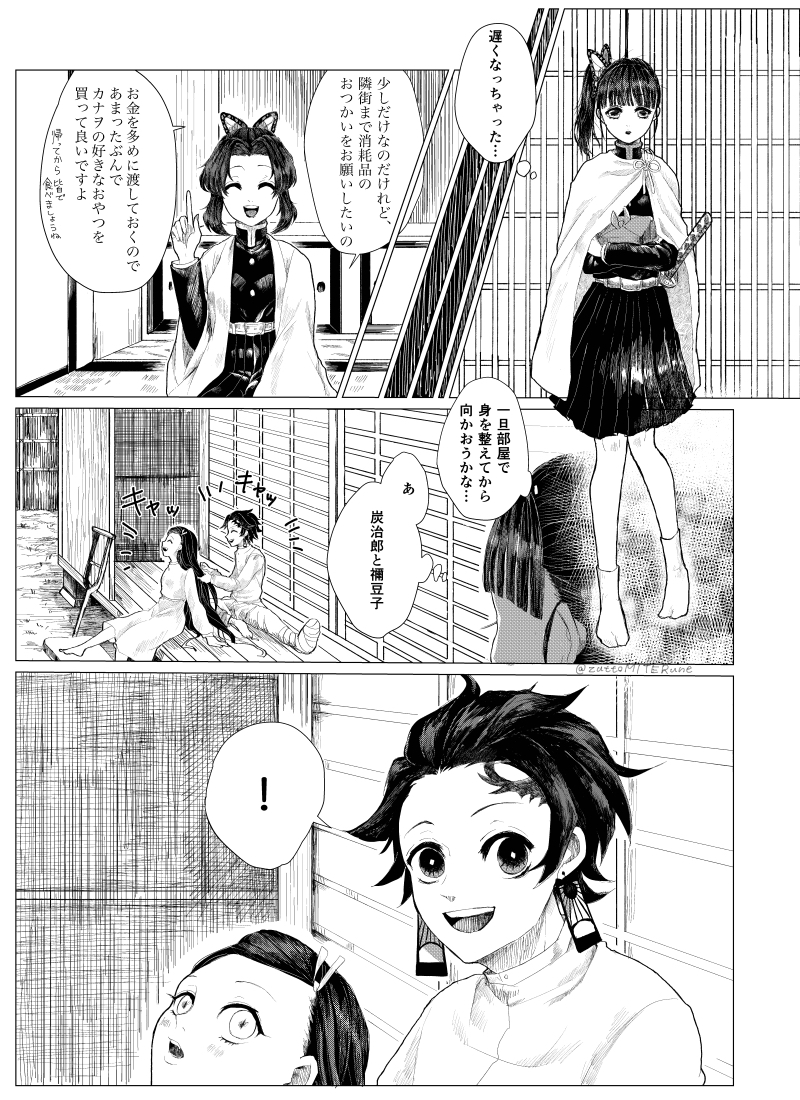 遅くなっちゃった…
少しだけなのだけれど、
隣街まで消耗品の
おつかいをお願いしたいの
お金を多めに渡しておくので
あまったぶんで
カナヲの好きなおやつを
買って良いですよ
帰ってから皆で
食べましょうね
一旦部屋で
身を整えてから
向かおうかな…
あ
炭治郎と禰豆子
キャッ
キャッ
@zuttoMITERune
！